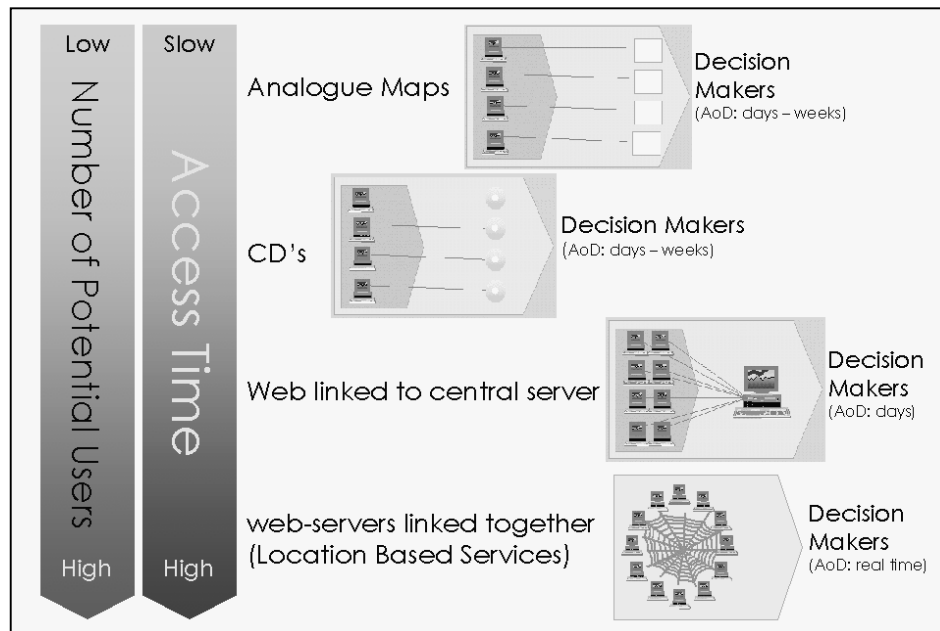 Low
Number of Potential Users
High
Slow
Access Time
High
Analogue Maps
Decision
Makers
(AoD: days – weeks)
CD's
Decision Makers
(AoD: days – weeks)
Web linked to central server
Decision
Makers
(AoD: days)
web-servers linked together
(Location Based Services)
Decision
Makers
(AoD: real time)